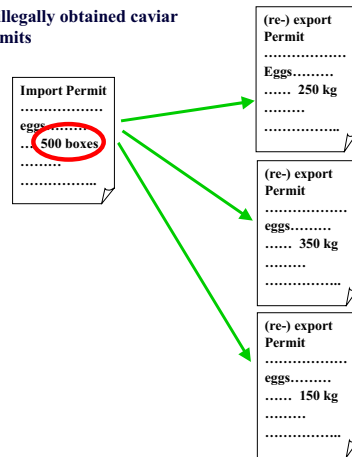 llegally obtained caviar
mits
Import Permit
………………
eggs………
… 500 boxes
………
……………..
(re-) export
Permit
………………
Eggs………
…… 250 kg
………
……………..
(re-) export
Permit
………………
eggs………
…… 350 kg
………
……………..
(re-) export
Permit
………………
eggs………
…… 150 kg
………
……………..